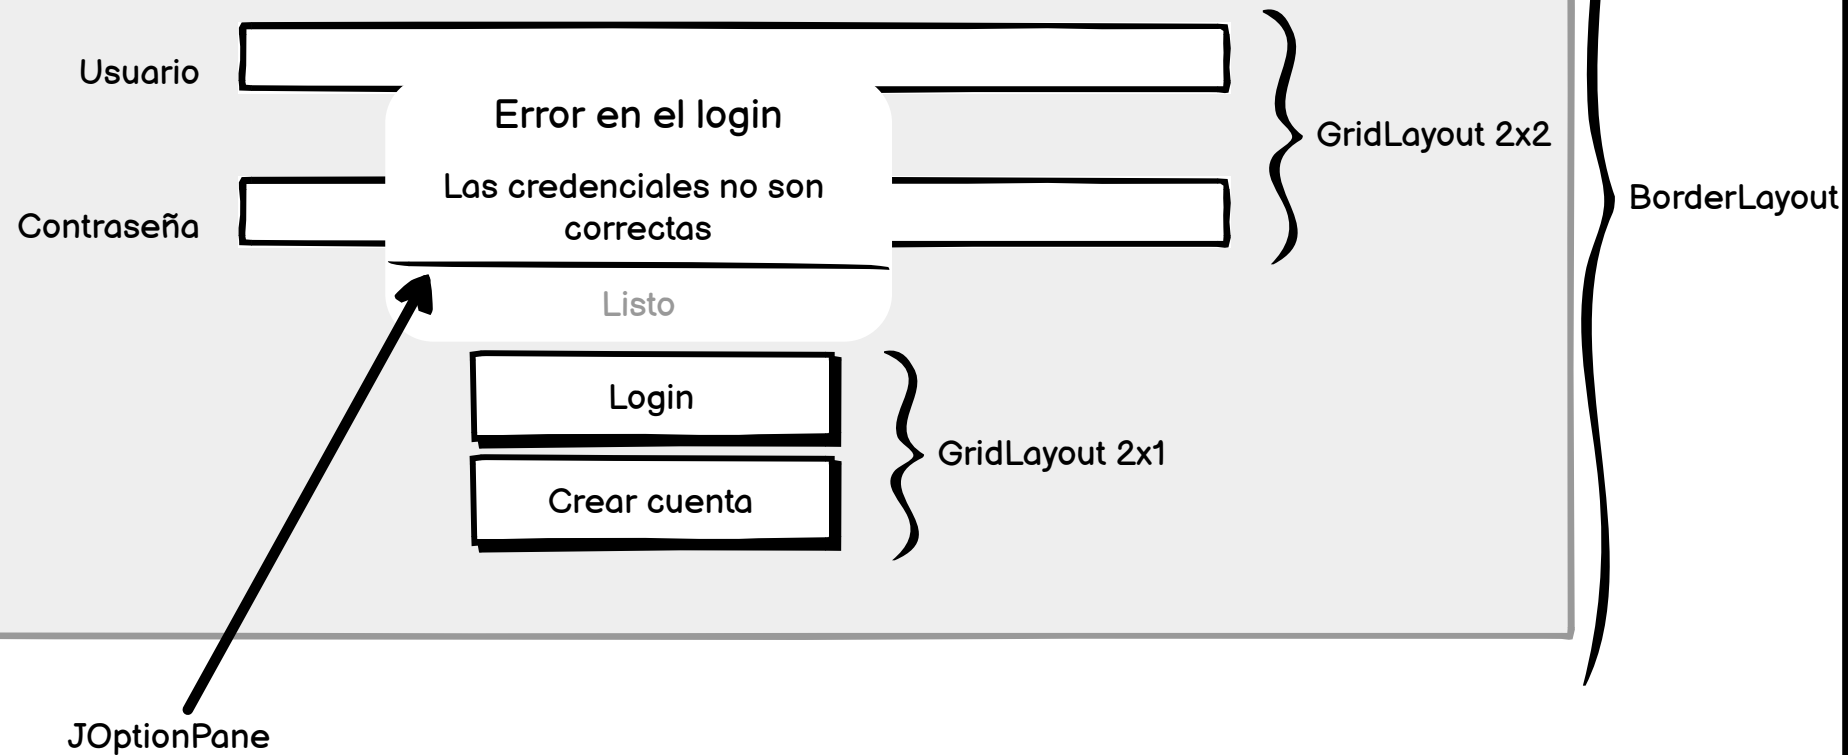 Usuario
Error en el login
GridLayout 2x2
Las credenciales no son
correctas
BorderLayout
Contraseña
Listo
Login
GridLayout 2x1
Crear cuenta
JOptionPane